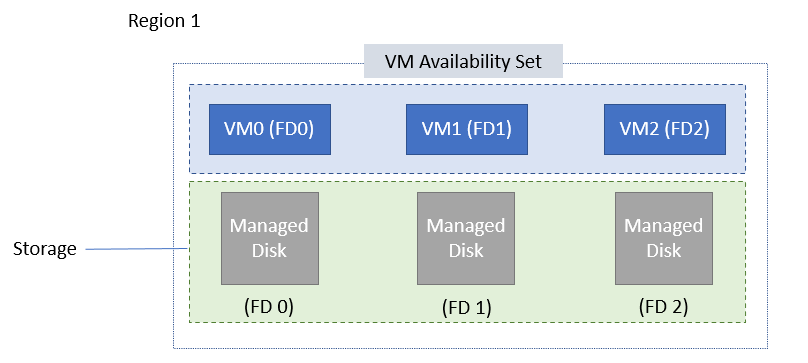 Region 1
VM Availability Set
VM0 (FD0)
VM1 (FD1)
VM2 (FD2)
Managed
Disk
Managed
Disk
Managed
Disk
Storage
(FD 0)
(FD 1)
(FD 2)